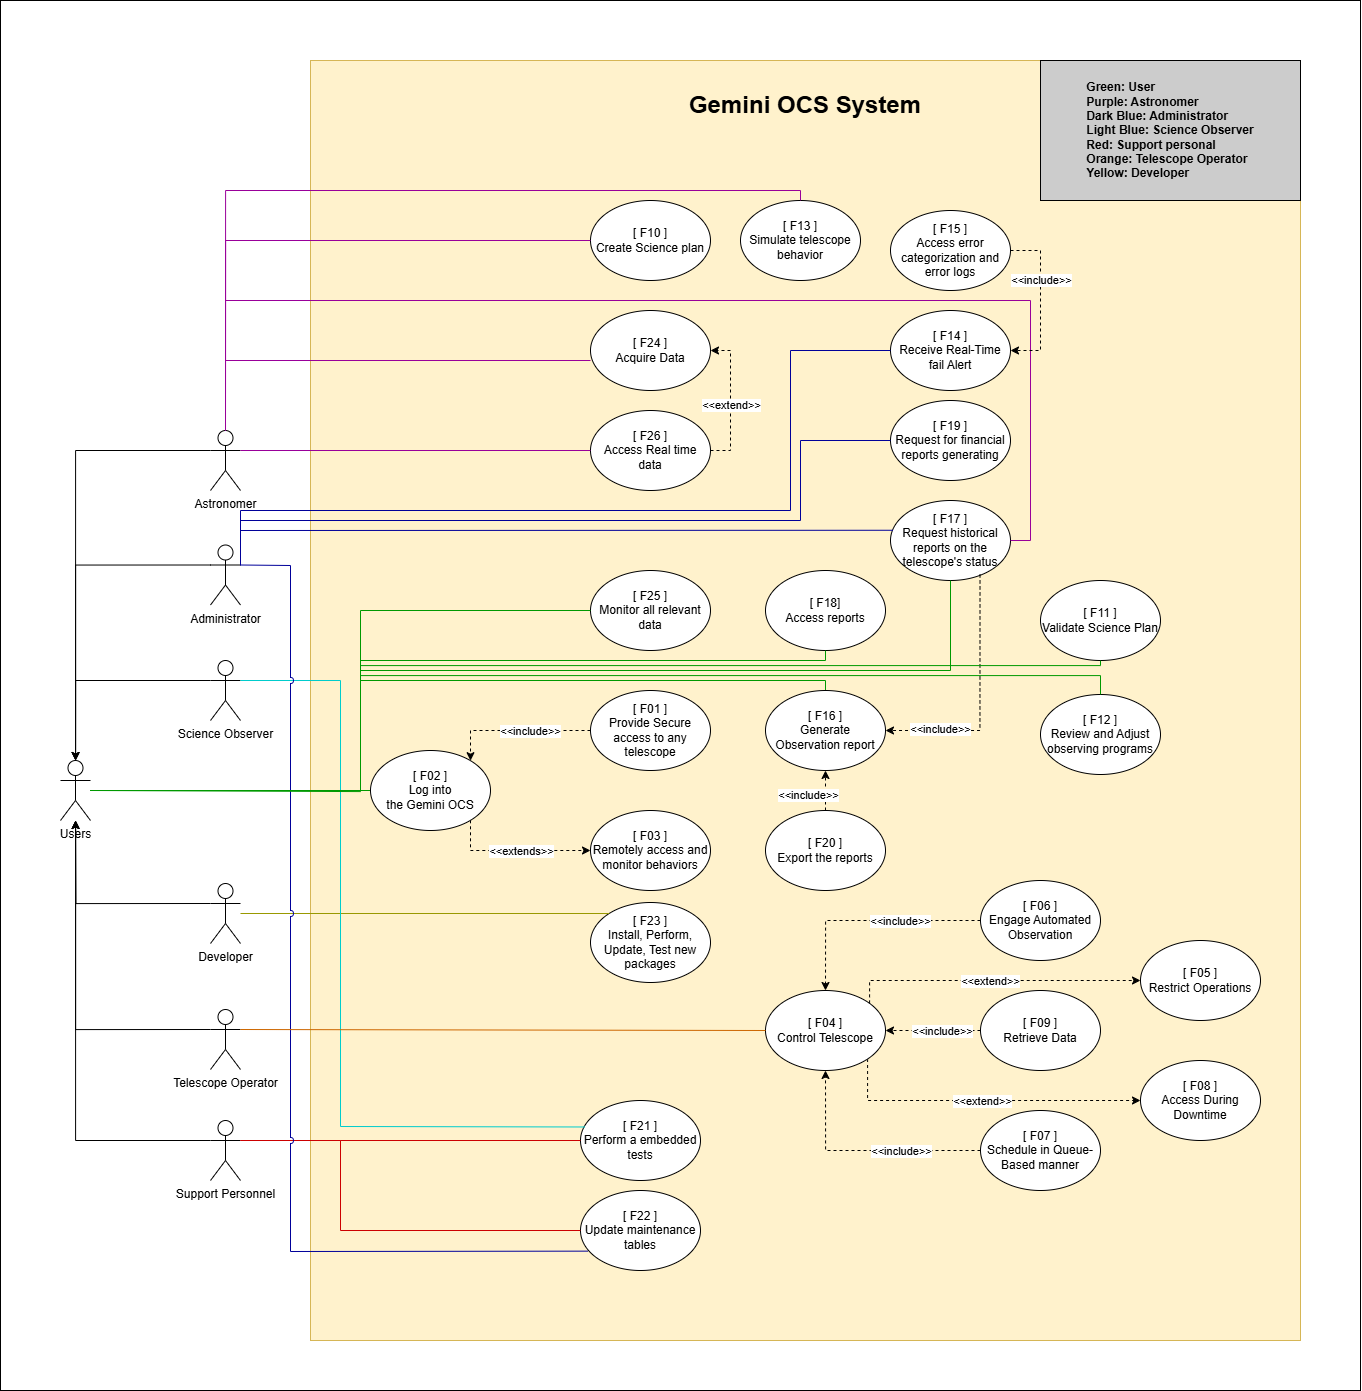 Gemini OCS System
Green: User
Purple: Astronomer
Dark Blue: Administrator
Light Blue: Science Observer
Red: Support personal
Orange: Telescope Operator
Yellow: Developer
[ F10 ]
Create Science plan
[ F13 ]
Simulate telescope
behavior
[ F15 ]
Access error
categorization and
error logs
<<include>>
[ F24 ]
Acquire Data
[ F14 ]
Receive Real-Time
fail Alert
<<extend>>
[ F26 ]
Access Real time
data
[ F19 ]
Request for financial
reports generating
Astronomer
[ F17 ]
Request historical
reports on the
telescope's status
Administrator
[ F25 ]
Monitor all relevant
data
[ F18]
Access reports
[ F11 ]
Validate Science Plan
Science Observer
[ F01 ]
Provide Secure
access to any
telescope
<<include>>
[ F16 ]
Generate
Observation report
<<include>>
[ F12 ]
Review and Adjust
observing programs
[ F02 ]
Log into
the Gemini OCS
<<include>>
Users
<<extends>>
[ F03 ]
Remotely access and
monitor behaviors
[ F20 ]
Export the reports
Developer
[ F23 ]
Install, Perform,
Update, Test new
packages
<<include>>
[ F06 ]
Engage Automated
Observation
<<extend>>
[ F05 ]
Restrict Operations
[ F04 ]
Control Telescope
<<include>>
[ F09 ]
Retrieve Data
Telescope Operator
<<extend>>
[ F08 ]
Access During
Downtime
[ F21 ]
Perform a embedded
tests
<<include>>
[ F07 ]
Schedule in Queue-
Based manner
Support Personnel
[ F22 ]
Update maintenance
tables